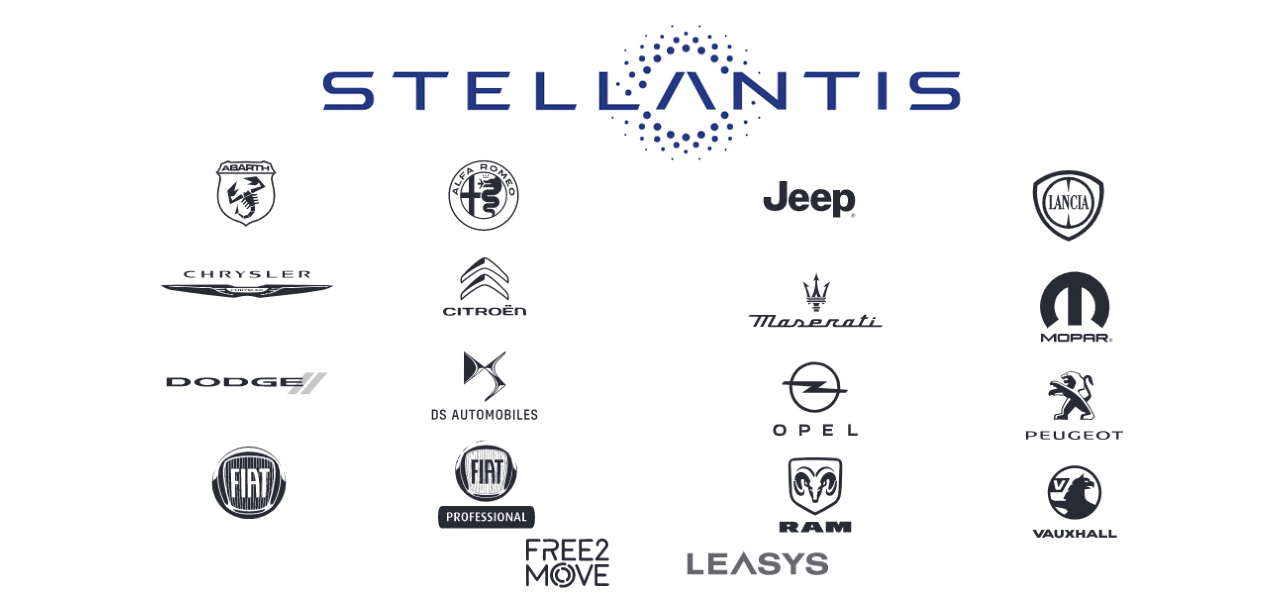 STELLANTIS
ABARTH
ALFA ROMEO
Jeep®
LANCIA
CHRYSLER
CHRYSLER
CITROËN
Maserati
MOPAR®
DODGE
DS AUTOMOBILES
OPEL
PEUGEOT
FIAT
FIAT
PROFESSIONAL
RAM
V
VAUXHALL
FREE2
MOVE
LEASYS